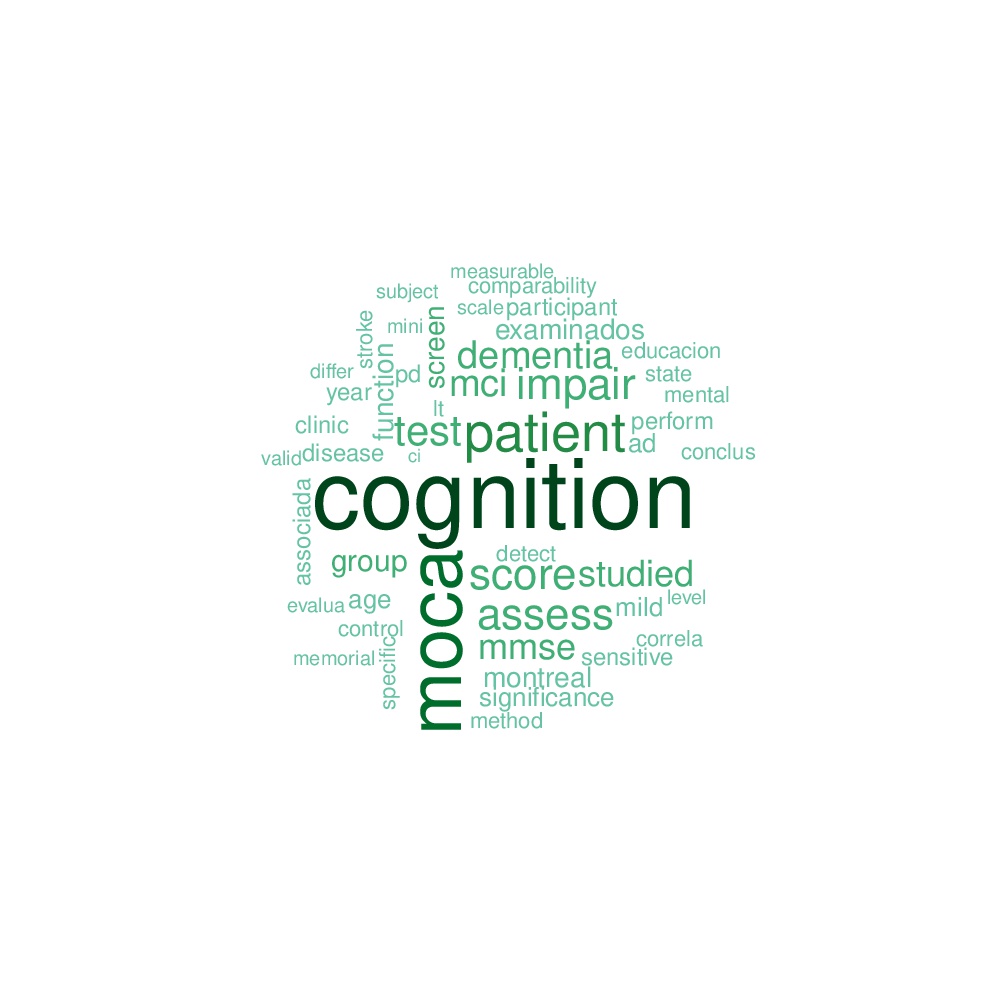 measurable
comparability
subject
scale participant
mini
examinados
stroke
screen
function
dementia
educacion
differ
pd
mci impair
state
year
mental
lt
clinic
test patient
perform
ad
valid disease
ci
conclus
cognition
associada
moca
group
detect
score studied
evalua age
assess mild level
control
mmse
correla
memorial
specifico
sensitive
montreal
significance
method